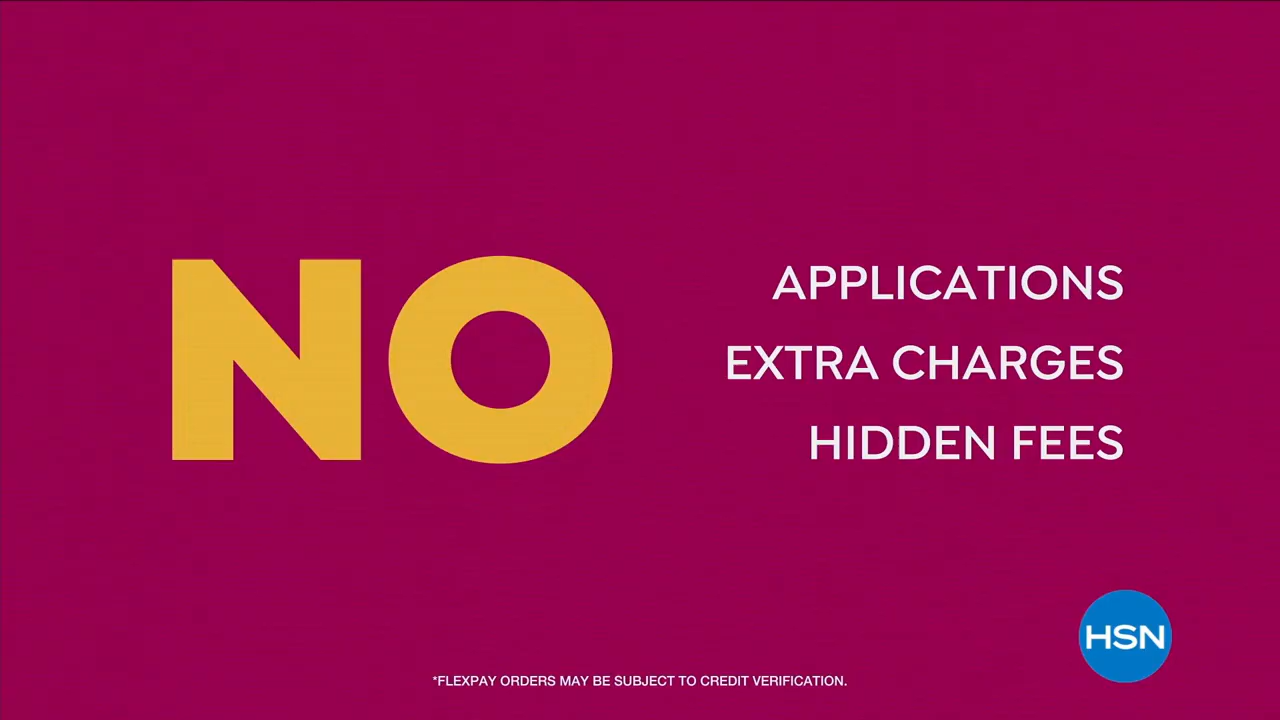 NO
APPLICATIONS
EXTRA CHARGES
HIDDEN FEES
HSN
*FLEXPAY ORDERS MAY BE SUBJECT TO CREDIT VERIFICATION.